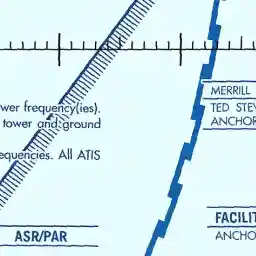 wer frequency(ies).
tower and ground
equencies. All ATIS
ASR/PAR
MERRILL
TED STEV
ANCHOR
FACILIT
ANCHO